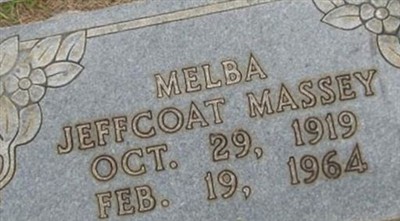 MELBA
JEFFCOAT MASSEY
OCT. 29, 1919
FEB. 19, 1964